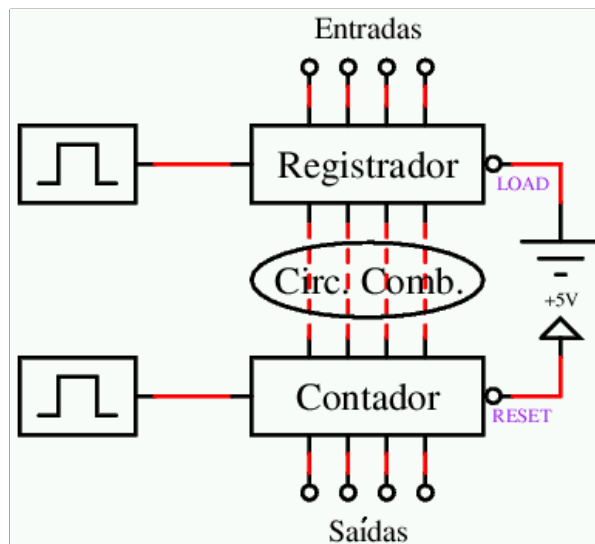 Entradas
Registrador
LOAD
Circ. Comb.
+5V
Contador
RESET
Saídas